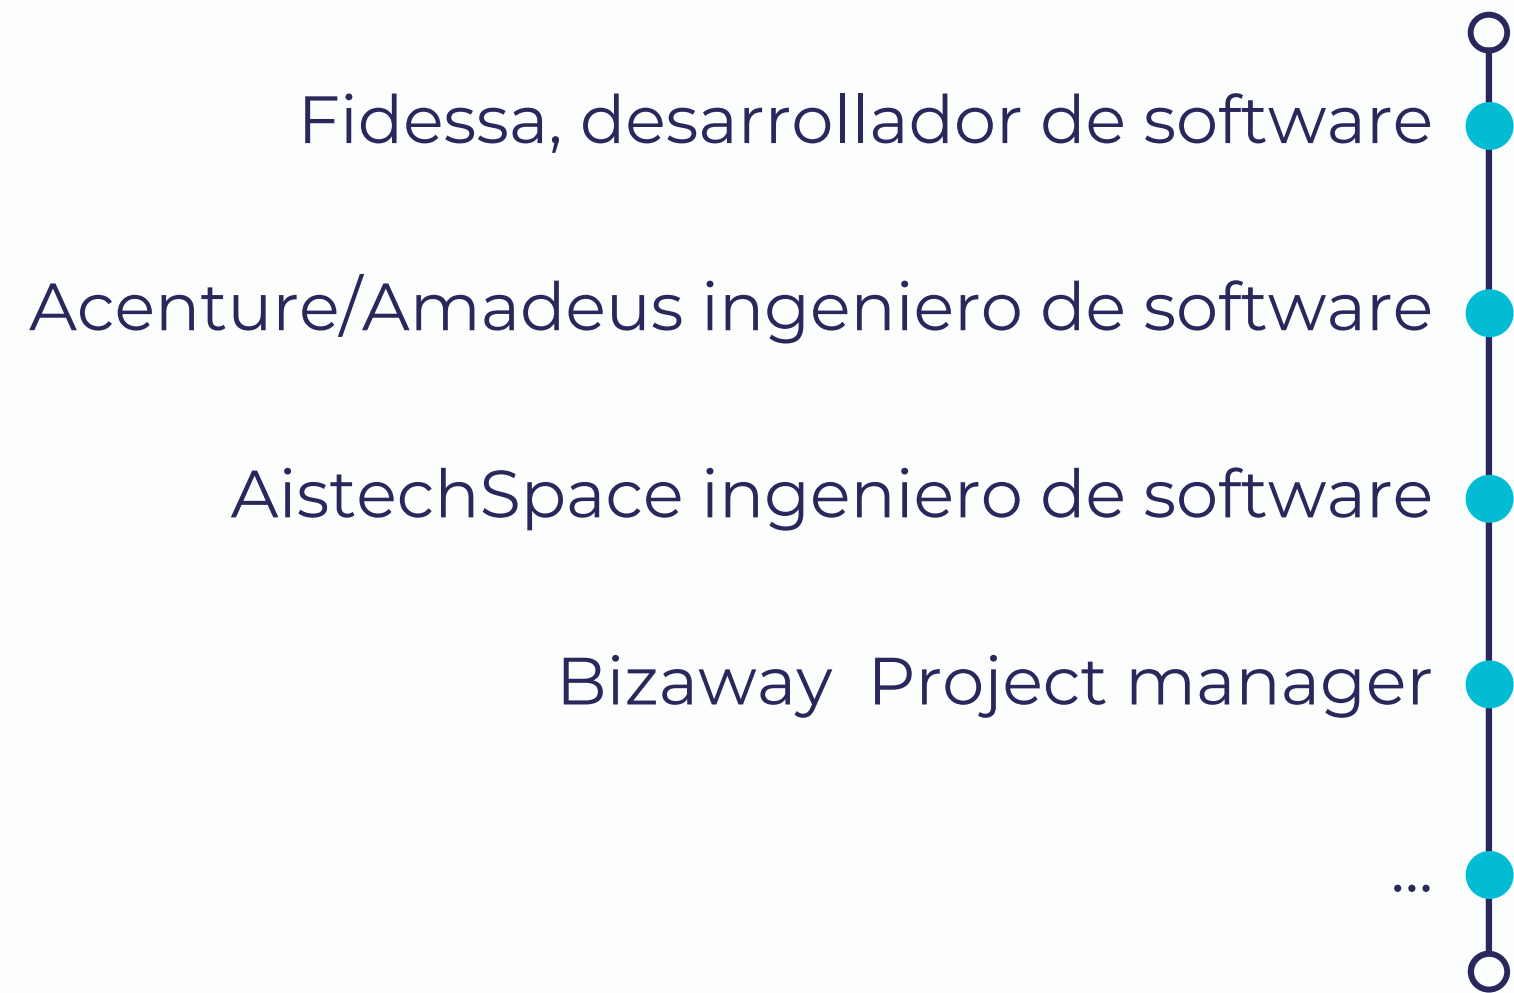 Fidessa, desarrollador de software
Acenture/Amadeus ingeniero de software
AistechSpace ingeniero de software
Bizaway  Project manager
...